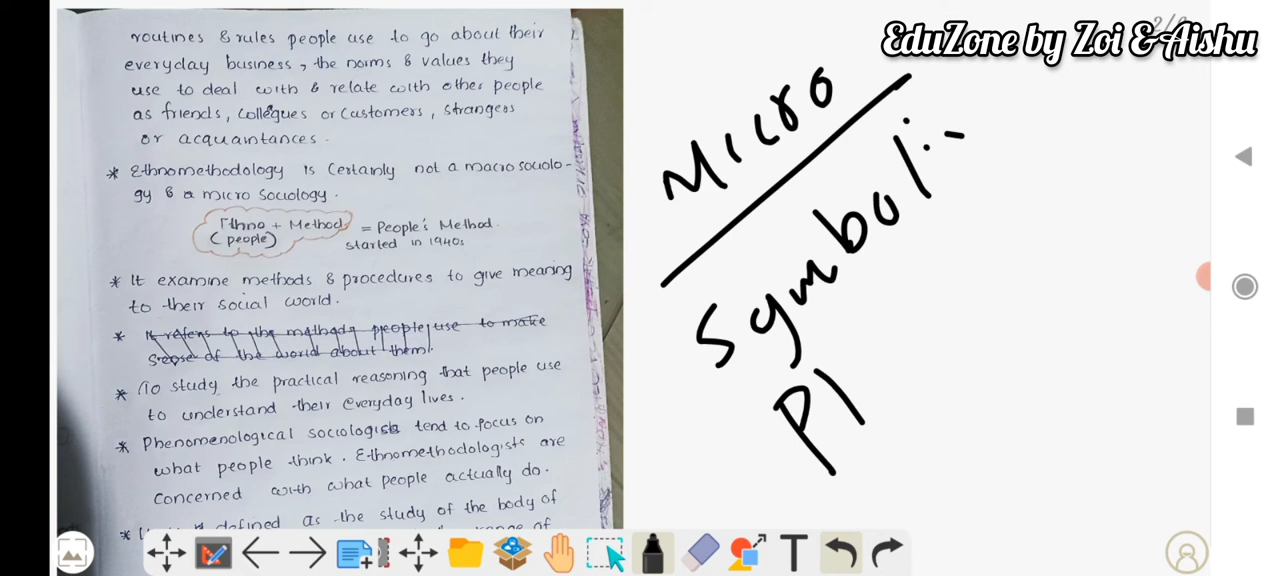 routines & rules people use to go about their
everyday business, the norms & values they
use to deal with & relate with other people
as friends, collegues or customers, strangers
or acquaintances.
* Ethnomethodology is certainly not a macro sociolo-
gy & a micro sociology.
Ethno + Method = People's Method.
(people) started in 1940s
* It examine methods & procedures to give meaning
to their social world.
* It refers to the methods people use to make
sense of the world about them.
* To study the practical reasoning that people use
to understand their everyday lives.
* Phenomenological sociologists tend to focus on
what people think. Ethnomethodologists are
concerned with what people actually do.
* defined as the study of the body of
range of
2/2
EduZone by Zoi & Aishu
Micro
Symboli
T